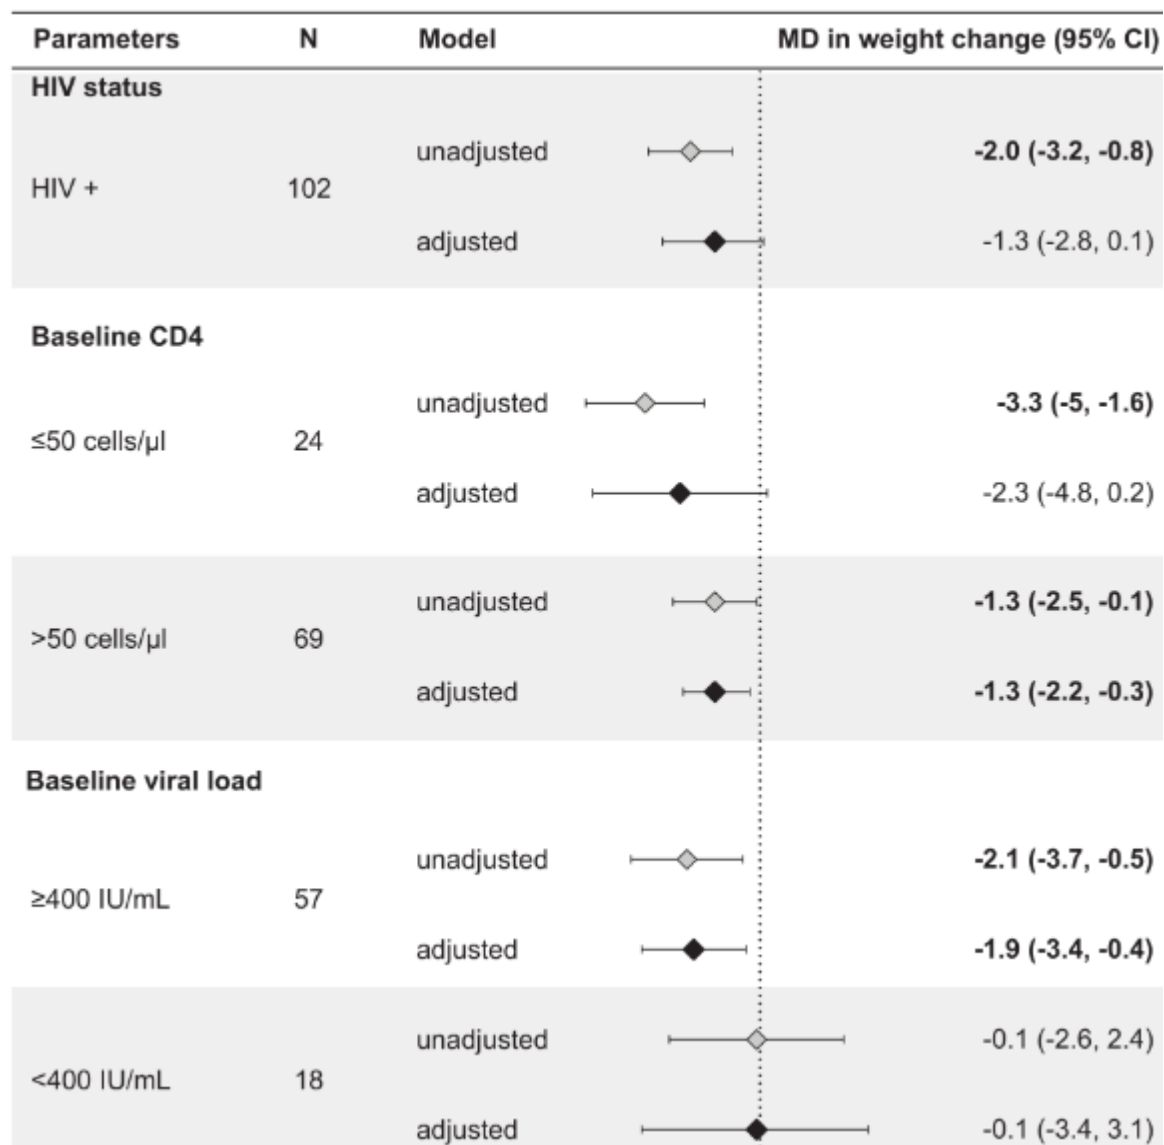 Parameters N Model MD in weight change (95% CI)
HIV status
unadjusted -2.0 (-3.2, -0.8)
HIV + 102
adjusted -1.3 (-2.8, 0.1)
Baseline CD4
unadjusted -3.3 (-5, -1.6)
≤50 cells/µl 24
adjusted -2.3 (-4.8, 0.2)
unadjusted -1.3 (-2.5, -0.1)
>50 cells/µl 69
adjusted -1.3 (-2.2, -0.3)
Baseline viral load
unadjusted -2.1 (-3.7, -0.5)
≥400 IU/mL 57
adjusted -1.9 (-3.4, -0.4)
unadjusted -0.1 (-2.6, 2.4)
<400 IU/mL 18
adjusted -0.1 (-3.4, 3.1)